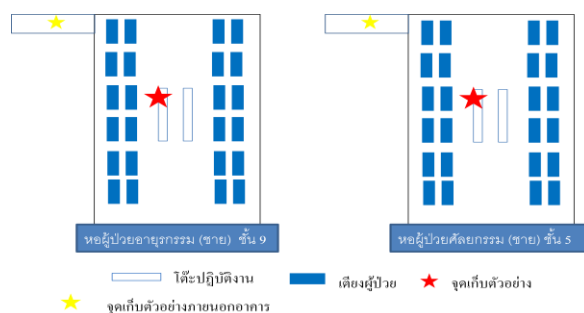 หอผู้ป่วยอายุรกรรม (ชาย) ชั้น 9
หอผู้ป่วยศัลยกรรม (ชาย) ชั้น 5
โต๊ะปฏิบัติงาน
เตียงผู้ป่วย
จุดเก็บตัวอย่าง
จุดเก็บตัวอย่างภายนอกอาคาร